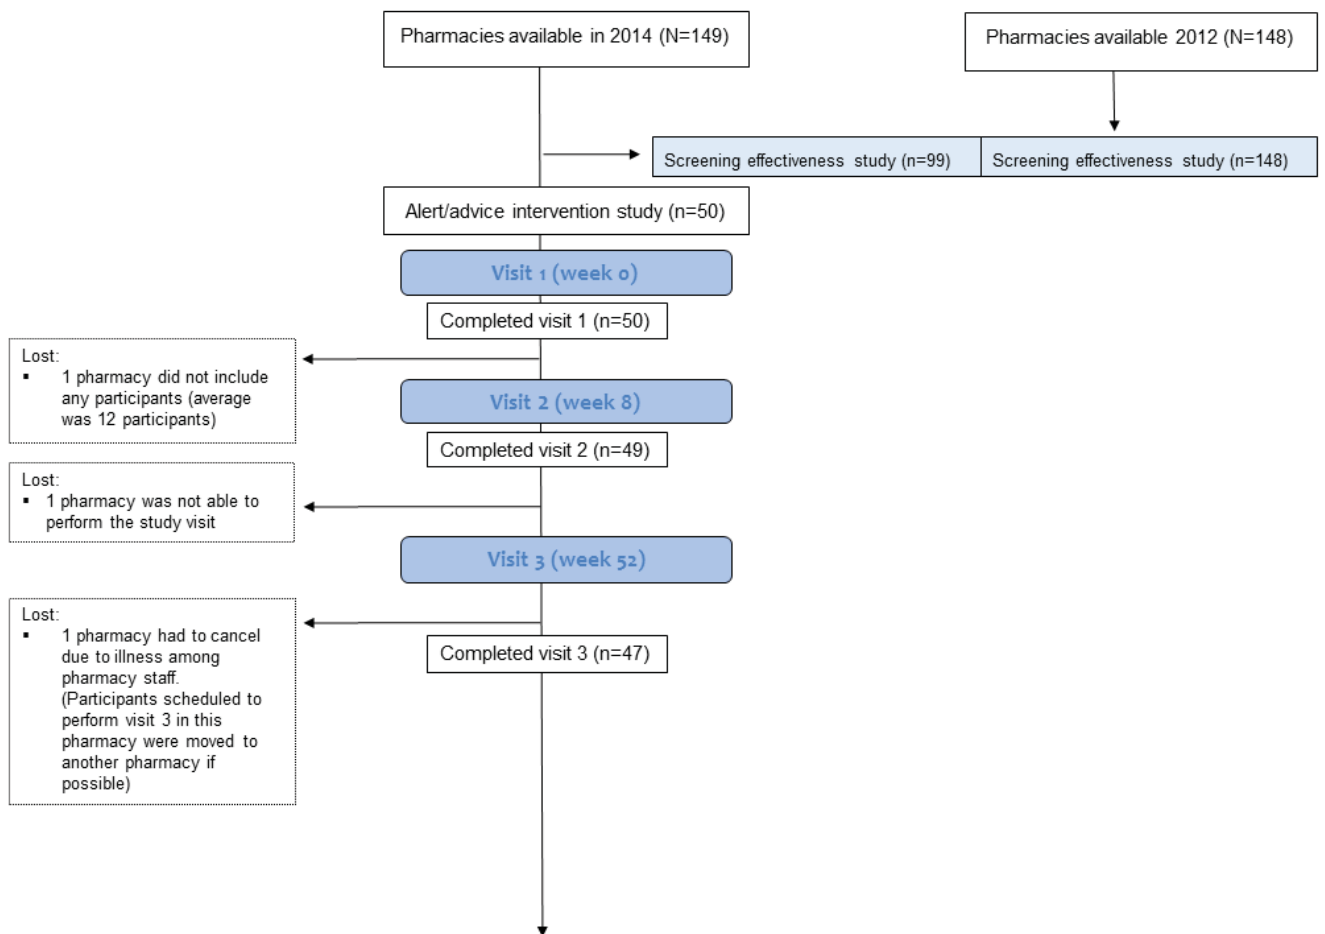 Pharmacies available in 2014 (N=149)
Pharmacies available 2012 (N=148)
Screening effectiveness study (n=99)
Screening effectiveness study (n=148)
Alert/advice intervention study (n=50)
Visit 1 (week 0)
Completed visit 1 (n=50)
Lost:
▪ 1 pharmacy did not include
any participants (average
was 12 participants)
Visit 2 (week 8)
Completed visit 2 (n=49)
Lost:
▪ 1 pharmacy was not able to
perform the study visit
Visit 3 (week 52)
Lost:
▪ 1 pharmacy had to cancel
due to illness among
pharmacy staff.
(Participants scheduled to
perform visit 3 in this
pharmacy were moved to
another pharmacy if
possible)
Completed visit 3 (n=47)